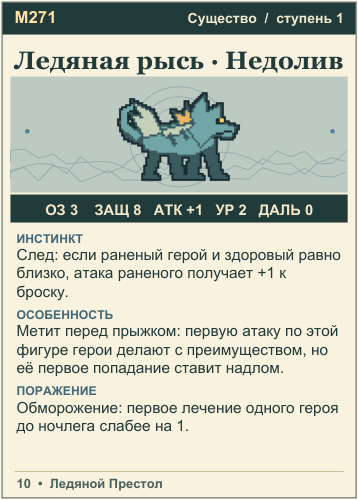 M271
Существо / ступень 1
Ледяная рысь · Недолив
ОЗ 3 ЗАЩ 8 АТК +1 УР 2 ДАЛЬ 0
ИНСТИНКТ
След: если раненый герой и здоровый равно
близко, атака раненого получает +1 к
броску.
ОСОБЕННОСТЬ
Метит перед прыжком: первую атаку по этой
фигуре герои делают с преимуществом, но
её первое попадание ставит надлом.
ПОРАЖЕНИЕ
Обморожение: первое лечение одного героя
до ночлега слабее на 1.
10 • Ледяной Престол